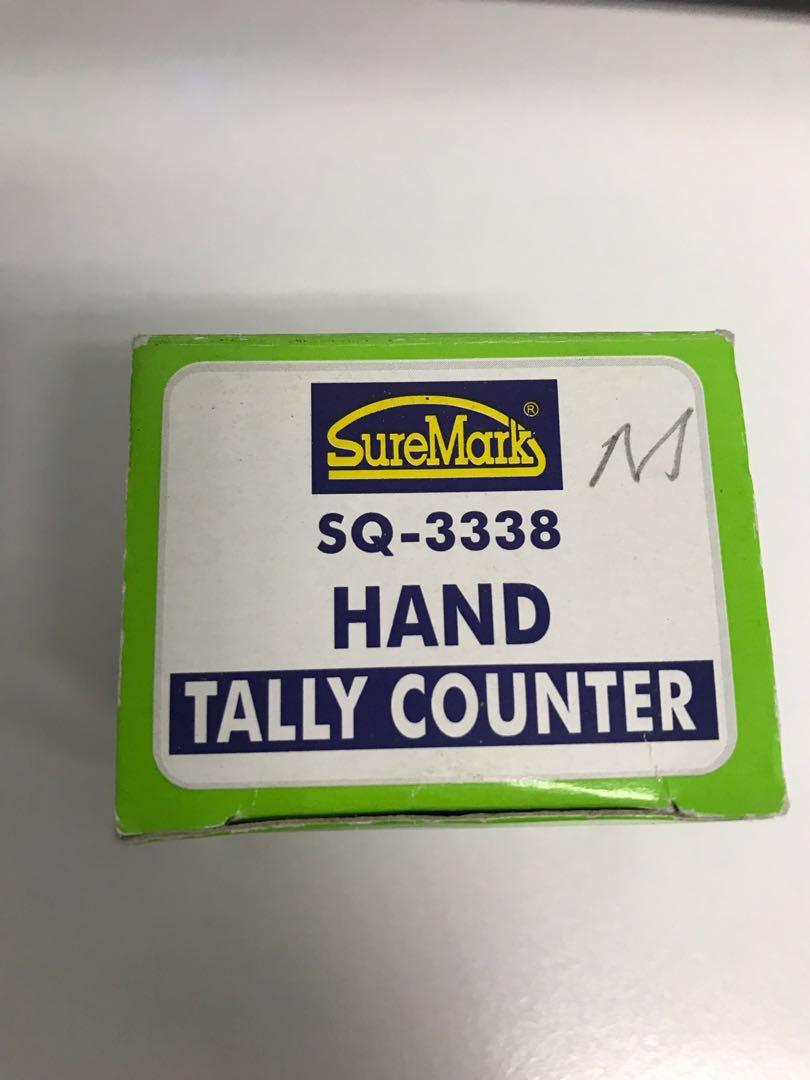 SureMark®
SQ-3338
HAND
TALLY COUNTER